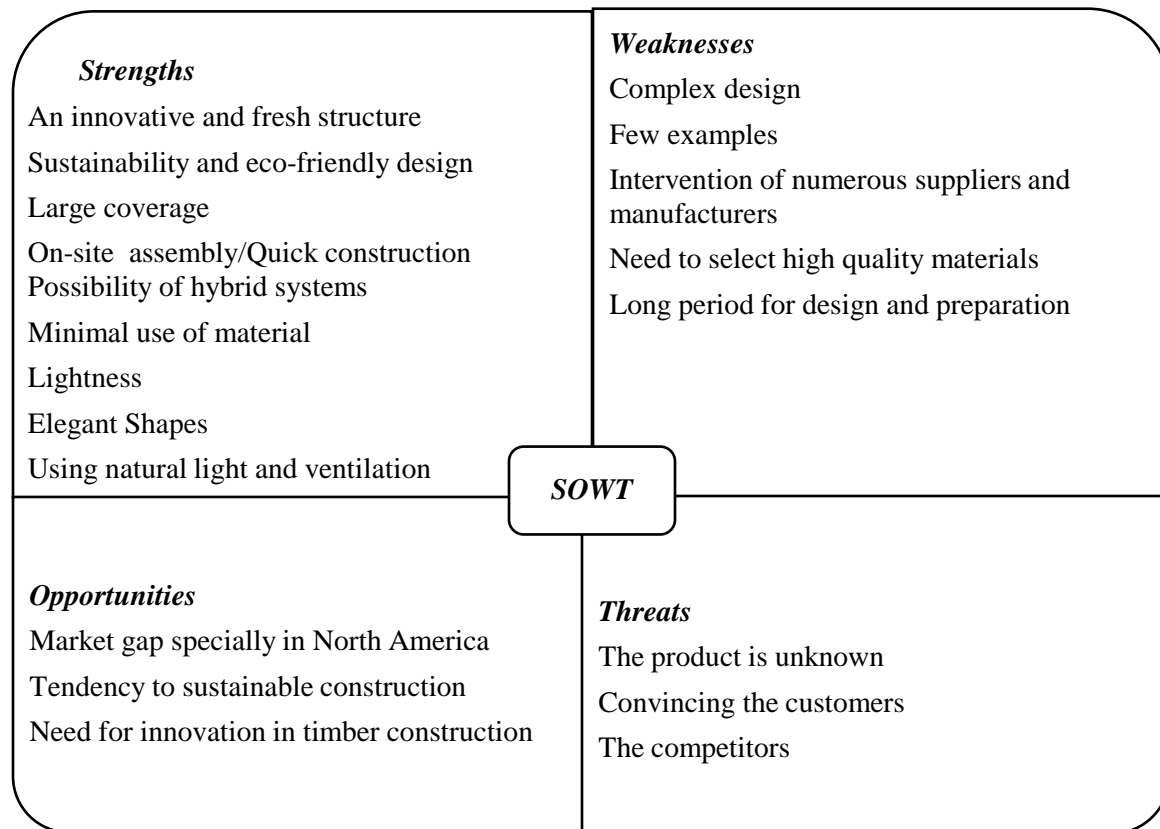 Strengths
An innovative and fresh structure
Sustainability and eco-friendly design
Large coverage
On-site assembly/Quick construction
Possibility of hybrid systems
Minimal use of material
Lightness
Elegant Shapes
Using natural light and ventilation
Weaknesses
Complex design
Few examples
Intervention of numerous suppliers and
manufacturers
Need to select high quality materials
Long period for design and preparation
SOWT
Opportunities
Market gap specially in North America
Tendency to sustainable construction
Need for innovation in timber construction
Threats
The product is unknown
Convincing the customers
The competitors